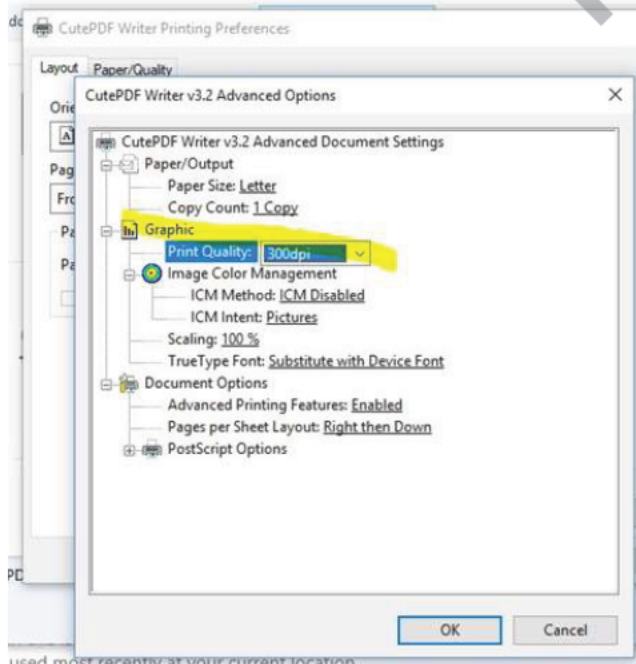 CutePDF Writer Printing Preferences
Layout Paper/Quality
CutePDF Writer v3.2 Advanced Options
CutePDF Writer v3.2 Advanced Document Settings
Paper/Output
Paper Size: Letter
Copy Count: 1 Copy
Graphic
Print Quality: 300dpi
Image Color Management
ICM Method: ICM Disabled
ICM Intent: Pictures
Scaling: 100 %
TrueType Font: Substitute with Device Font
Document Options
Advanced Printing Features: Enabled
Pages per Sheet Layout: Right then Down
PostScript Options
OK Cancel
used most recently at your current location